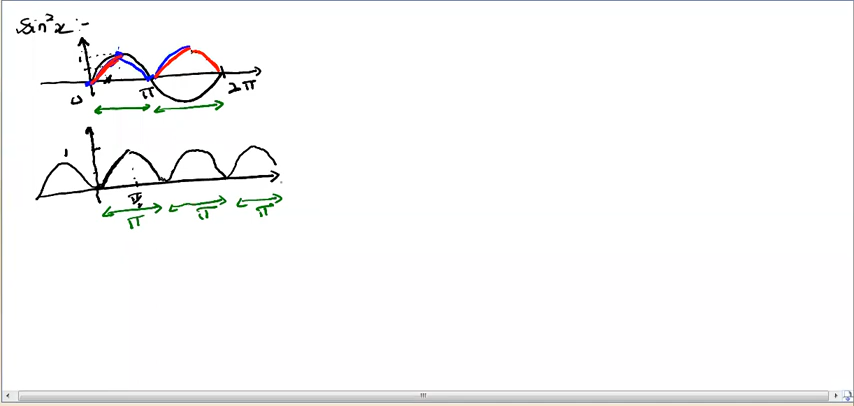 sin²x :-
1
0 π 2π
1
π/2
π π π